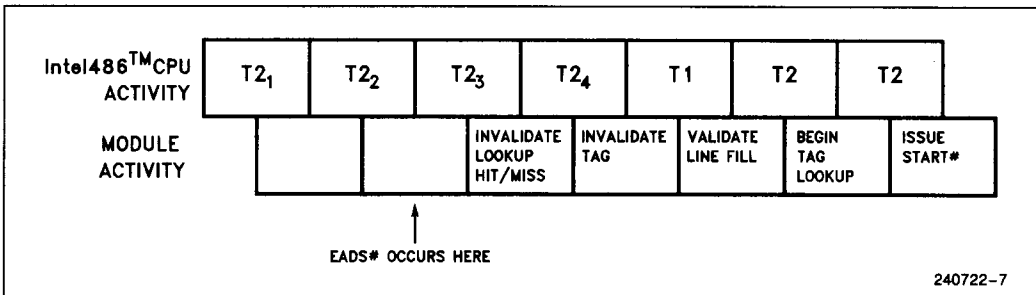 Intel486™CPU ACTIVITY
T2₁ T2₂ T2₃ T2₄ T1 T2 T2
MODULE ACTIVITY
INVALIDATE LOOKUP HIT/MISS
INVALIDATE TAG
VALIDATE LINE FILL
BEGIN TAG LOOKUP
ISSUE START#
EADS# OCCURS HERE
240722-7